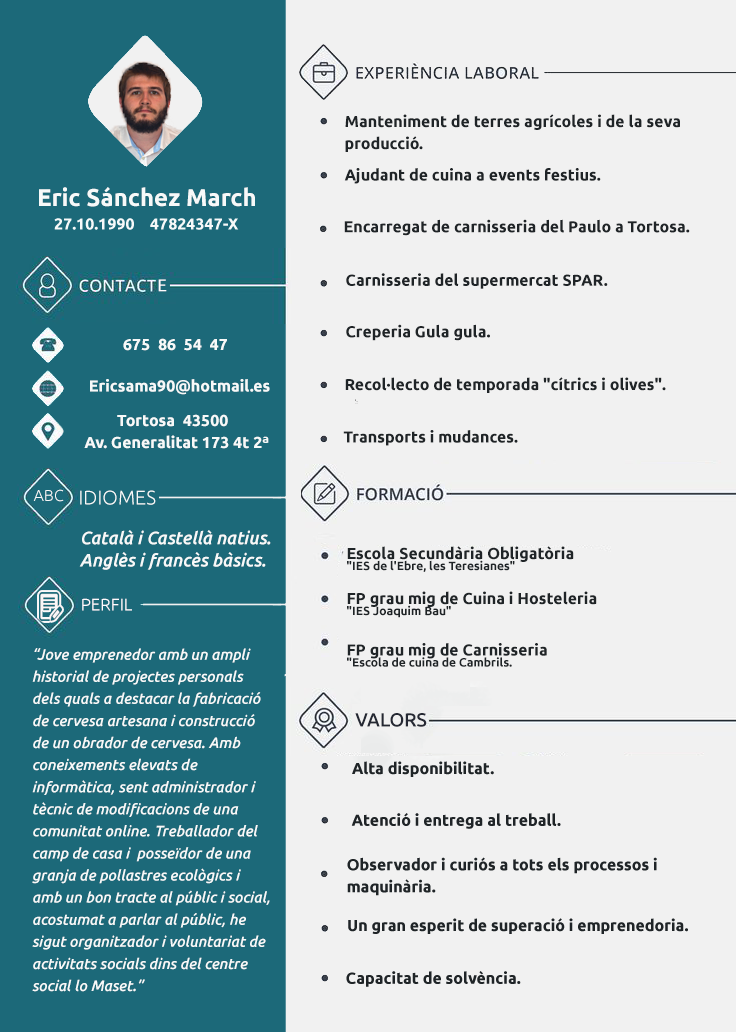 Eric Sánchez March
27.10.1990 47824347-X
CONTACTE
675 86 54 47
Ericsama90@hotmail.es
Tortosa 43500
Av. Generalitat 173 4t 2ª
ABC IDIOMES
Català i Castellà natius.
Anglès i francès bàsics.
PERFIL
“Jove emprenedor amb un ampli
historial de projectes personals
dels quals a destacar la fabricació
de cervesa artesana i construcció
de un obrador de cervesa. Amb
coneixements elevats de
informàtica, sent administrador i
tècnic de modificacions de una
comunitat online. Treballador del
camp de casa i posseïdor de una
granja de pollastres ecològics i
amb un bon tracte al públic i social,
acostumat a parlar al públic, he
sigut organitzador i voluntariat de
activitats socials dins del centre
social lo Maset.”
EXPERIÈNCIA LABORAL
Manteniment de terres agrícoles i de la seva
producció.
Ajudant de cuina a events festius.
Encarregat de carnisseria del Paulo a Tortosa.
Carnisseria del supermercat SPAR.
Creperia Gula gula.
Recol·lecto de temporada "cítrics i olives".
Transports i mudances.
FORMACIÓ
Escola Secundària Obligatòria
"IES de l'Ebre, les Teresianes"
FP grau mig de Cuina i Hosteleria
"IES Joaquim Bau"
FP grau mig de Carnisseria
"Escola de cuina de Cambrils.
VALORS
Alta disponibilitat.
Atenció i entrega al treball.
Observador i curiós a tots els processos i
maquinària.
Un gran esperit de superació i emprenedoria.
Capacitat de solvència.